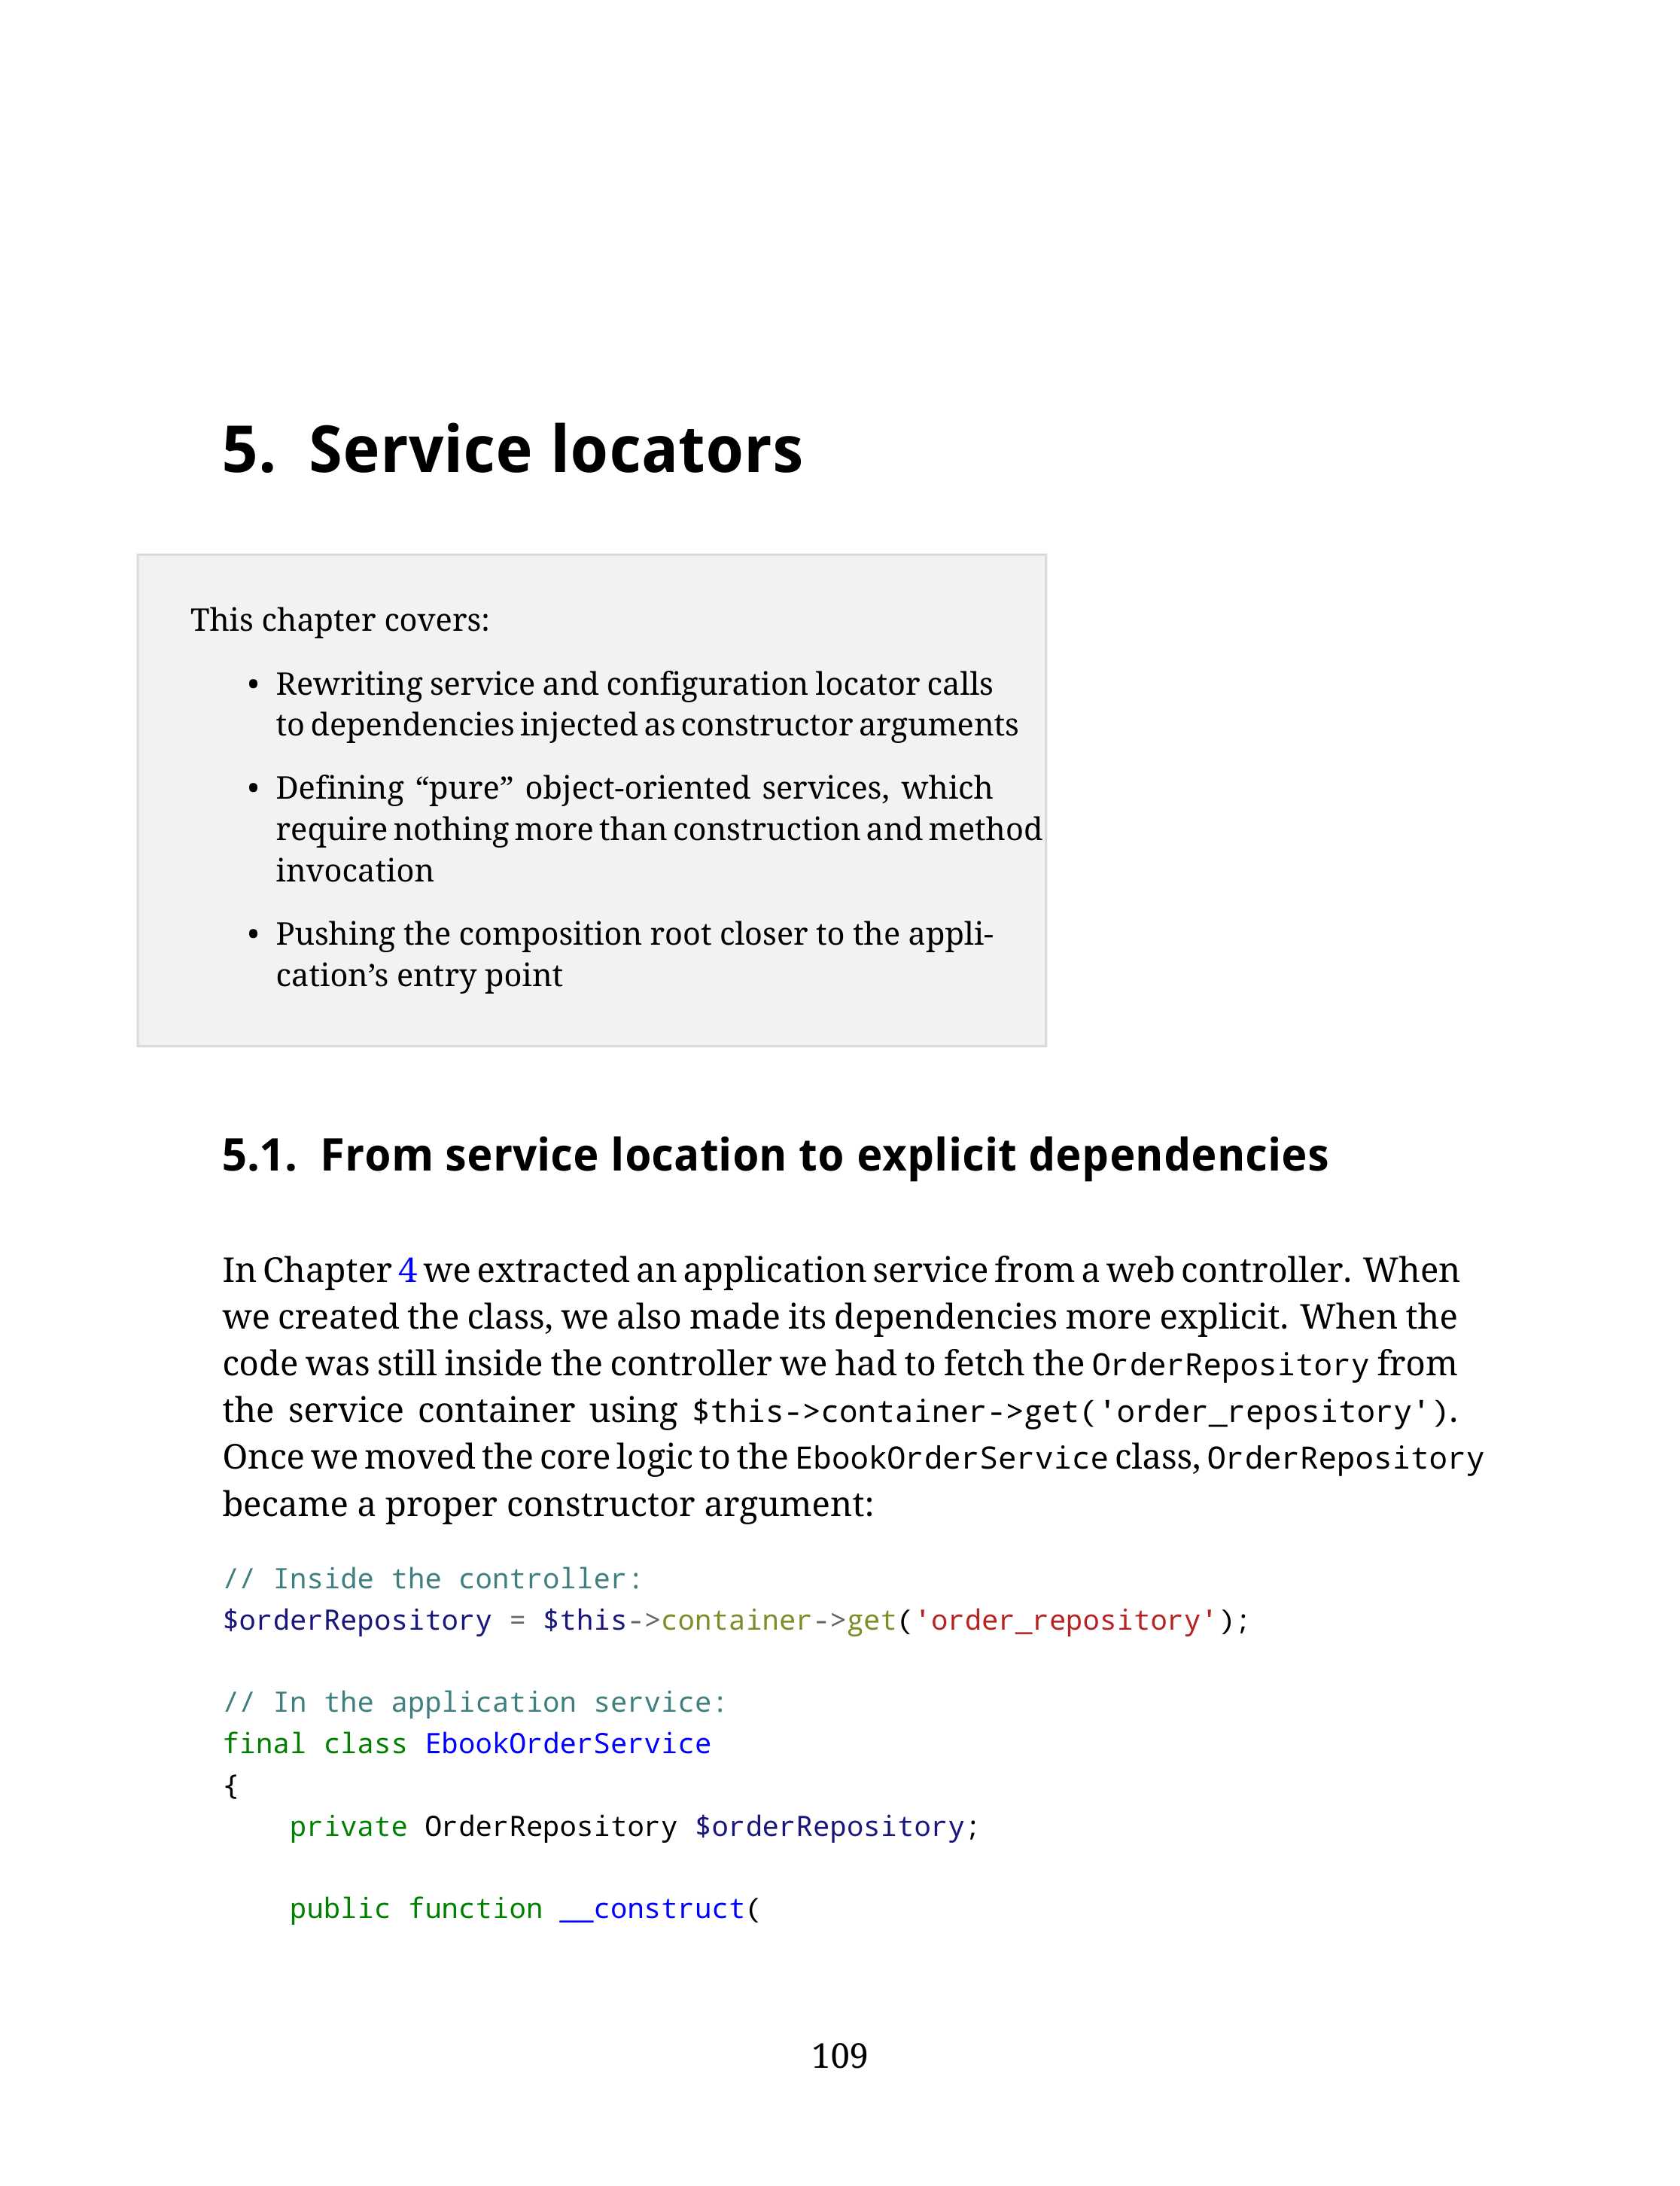 5. Service locators
This chapter covers:
• Rewriting service and configuration locator calls
to dependencies injected as constructor arguments
• Defining “pure” object-oriented services, which
require nothing more than construction and method
invocation
• Pushing the composition root closer to the appli-
cation’s entry point
5.1. From service location to explicit dependencies
In Chapter 4 we extracted an application service from a web controller. When
we created the class, we also made its dependencies more explicit. When the
code was still inside the controller we had to fetch the OrderRepository from
the service container using $this->container->get('order_repository').
Once we moved the core logic to the EbookOrderService class, OrderRepository
became a proper constructor argument:
// Inside the controller:
$orderRepository = $this->container->get('order_repository');
// In the application service:
final class EbookOrderService
{
    private OrderRepository $orderRepository;
    public function __construct(
109